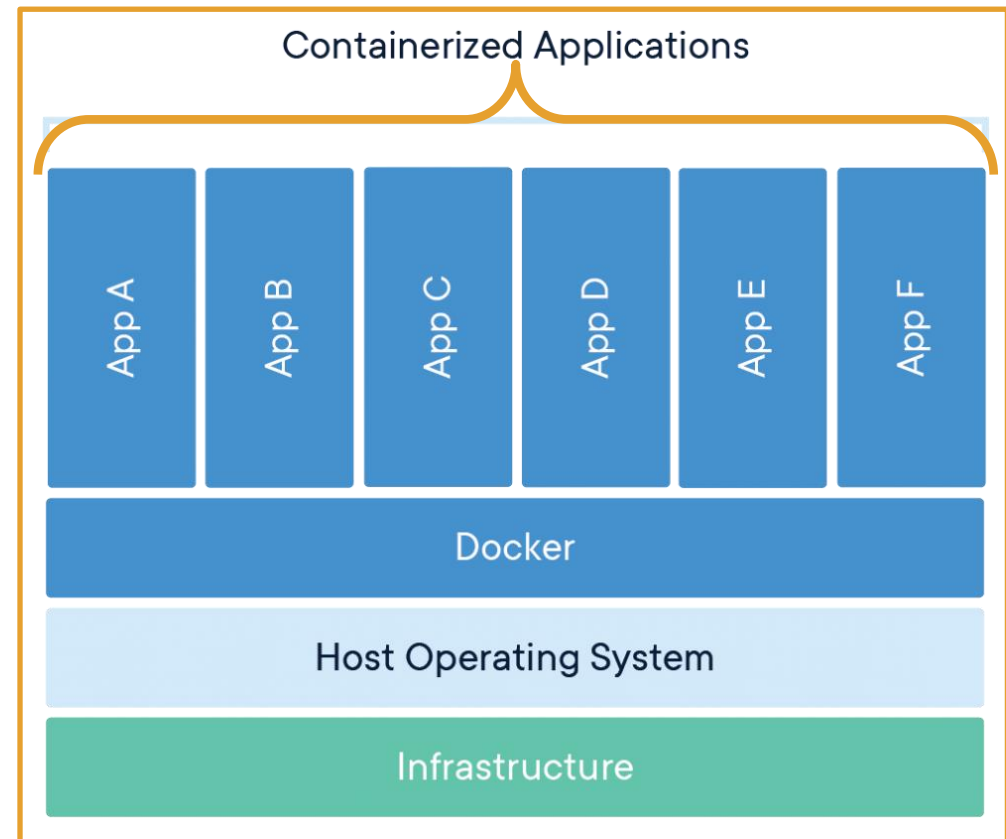 Containerized Applications
App A
App B
App C
App D
App E
App F
Docker
Host Operating System
Infrastructure